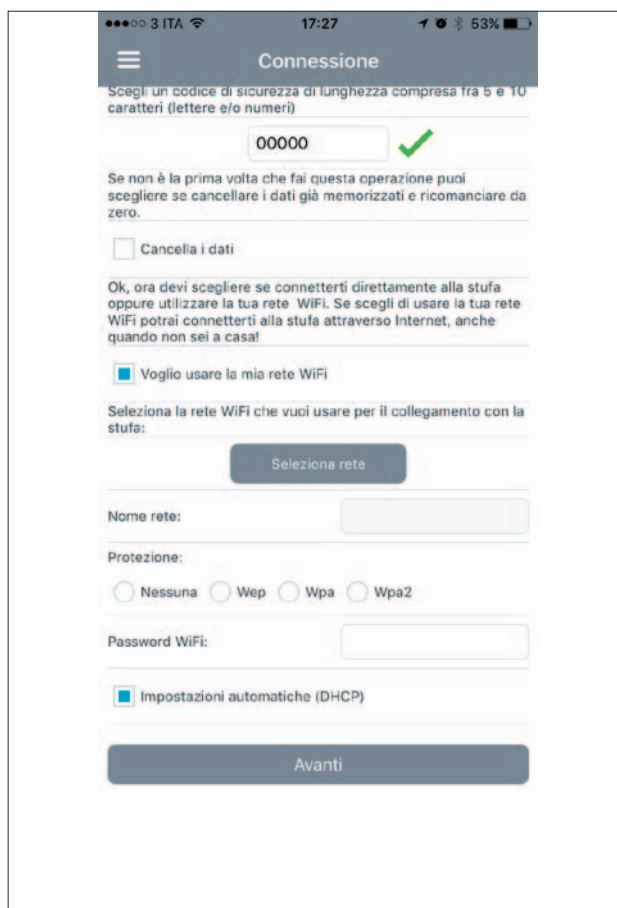 3 ITA 17:27 53%
Connessione
Scegli un codice di sicurezza di lunghezza compresa fra 5 e 10
caratteri (lettere e/o numeri)
00000
Se non è la prima volta che fai questa operazione puoi
scegliere se cancellare i dati già memorizzati e ricomanciare da
zero.
Cancella i dati
Ok, ora devi scegliere se connetterti direttamente alla stufa
oppure utilizzare la tua rete WiFi. Se scegli di usare la tua rete
WiFi potrai connetterti alla stufa attraverso Internet, anche
quando non sei a casa!
Voglio usare la mia rete WiFi
Seleziona la rete WiFi che vuoi usare per il collegamento con la
stufa:
Seleziona rete
Nome rete:
Protezione:
Nessuna Wep Wpa Wpa2
Password WiFi:
Impostazioni automatiche (DHCP)
Avanti